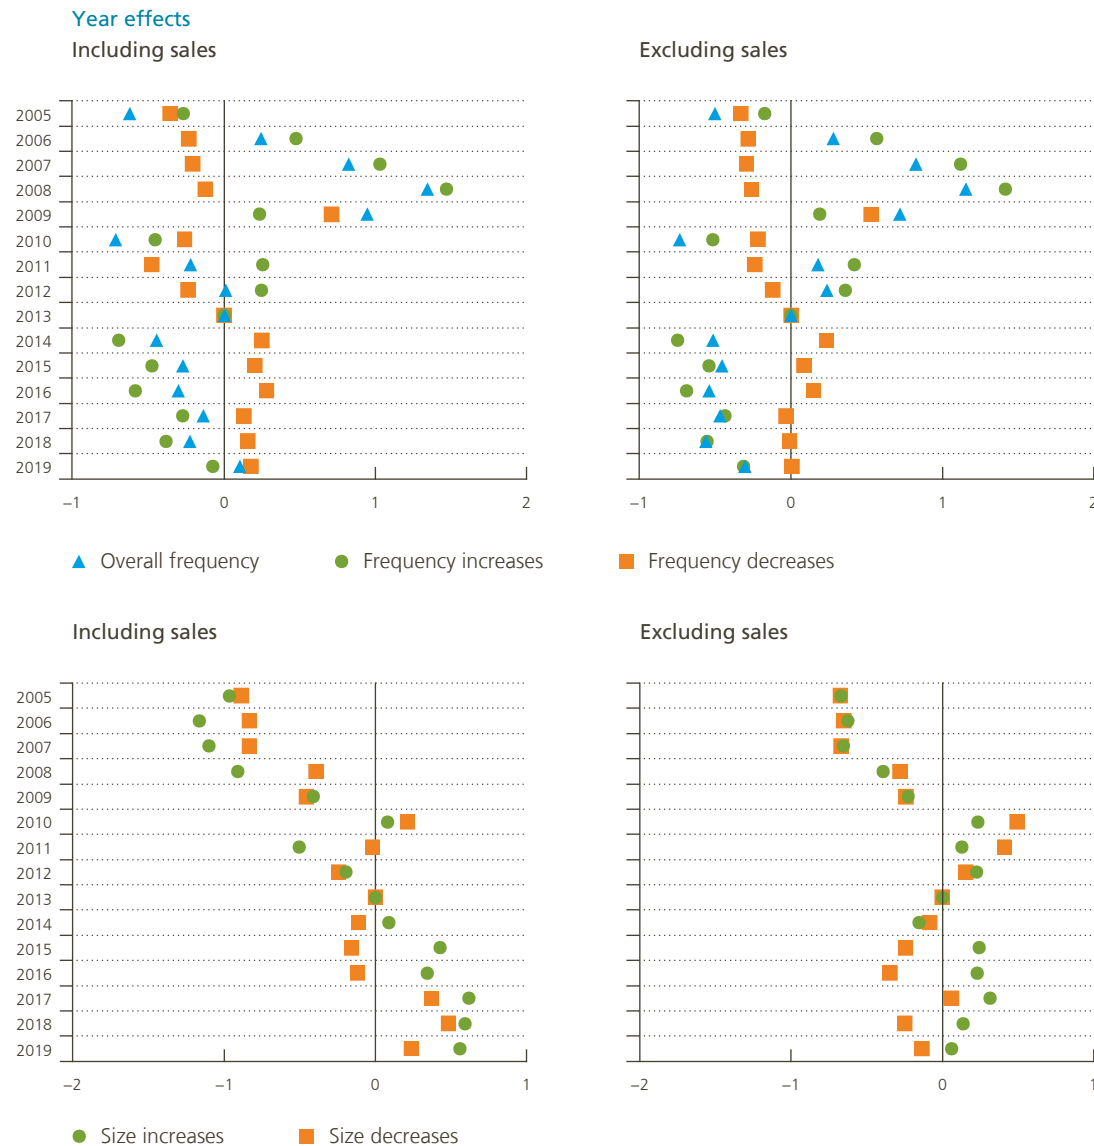 Year effects
Including sales
Excluding sales
2005
2006
2007
2008
2009
2010
2011
2012
2013
2014
2015
2016
2017
2018
2019
−1 0 1 2
−1 0 1 2
Overall frequency Frequency increases Frequency decreases
Including sales
Excluding sales
2005
2006
2007
2008
2009
2010
2011
2012
2013
2014
2015
2016
2017
2018
2019
−2 −1 0 1
−2 −1 0 1
Size increases Size decreases